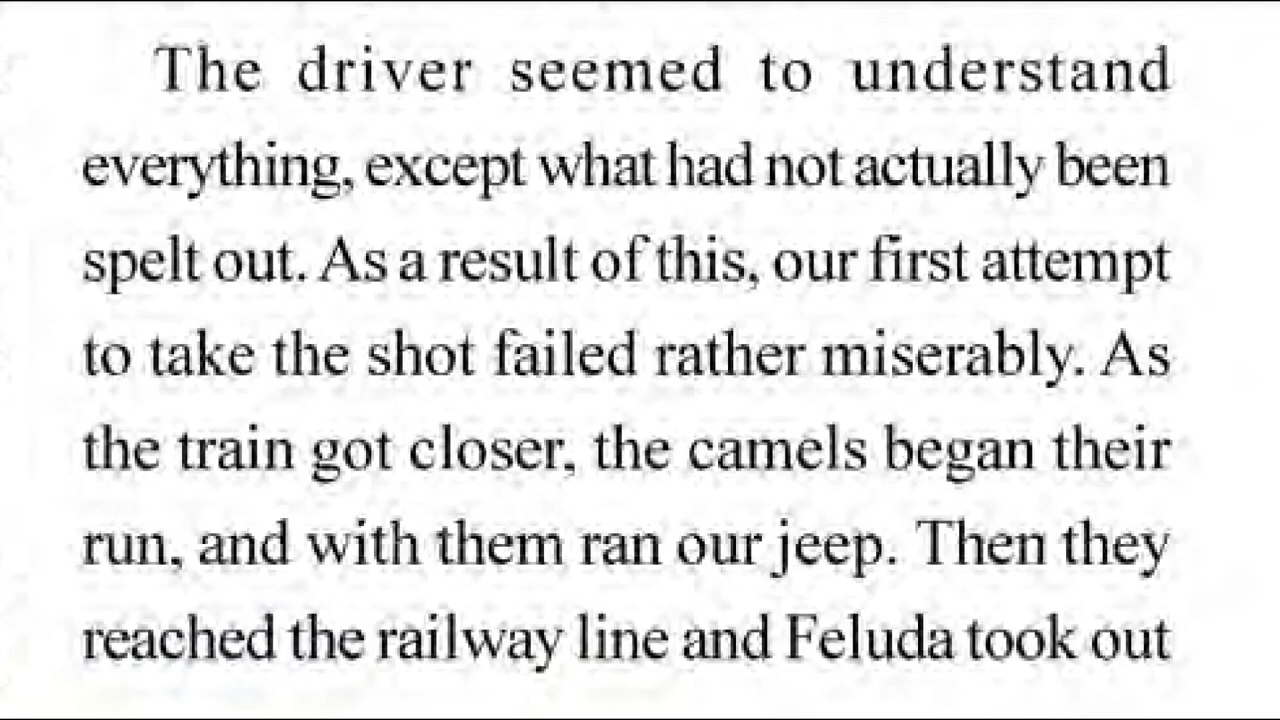 The driver seemed to understand
everything, except what had not actually been
spelt out. As a result of this, our first attempt
to take the shot failed rather miserably. As
the train got closer, the camels began their
run, and with them ran our jeep. Then they
reached the railway line and Feluda took out